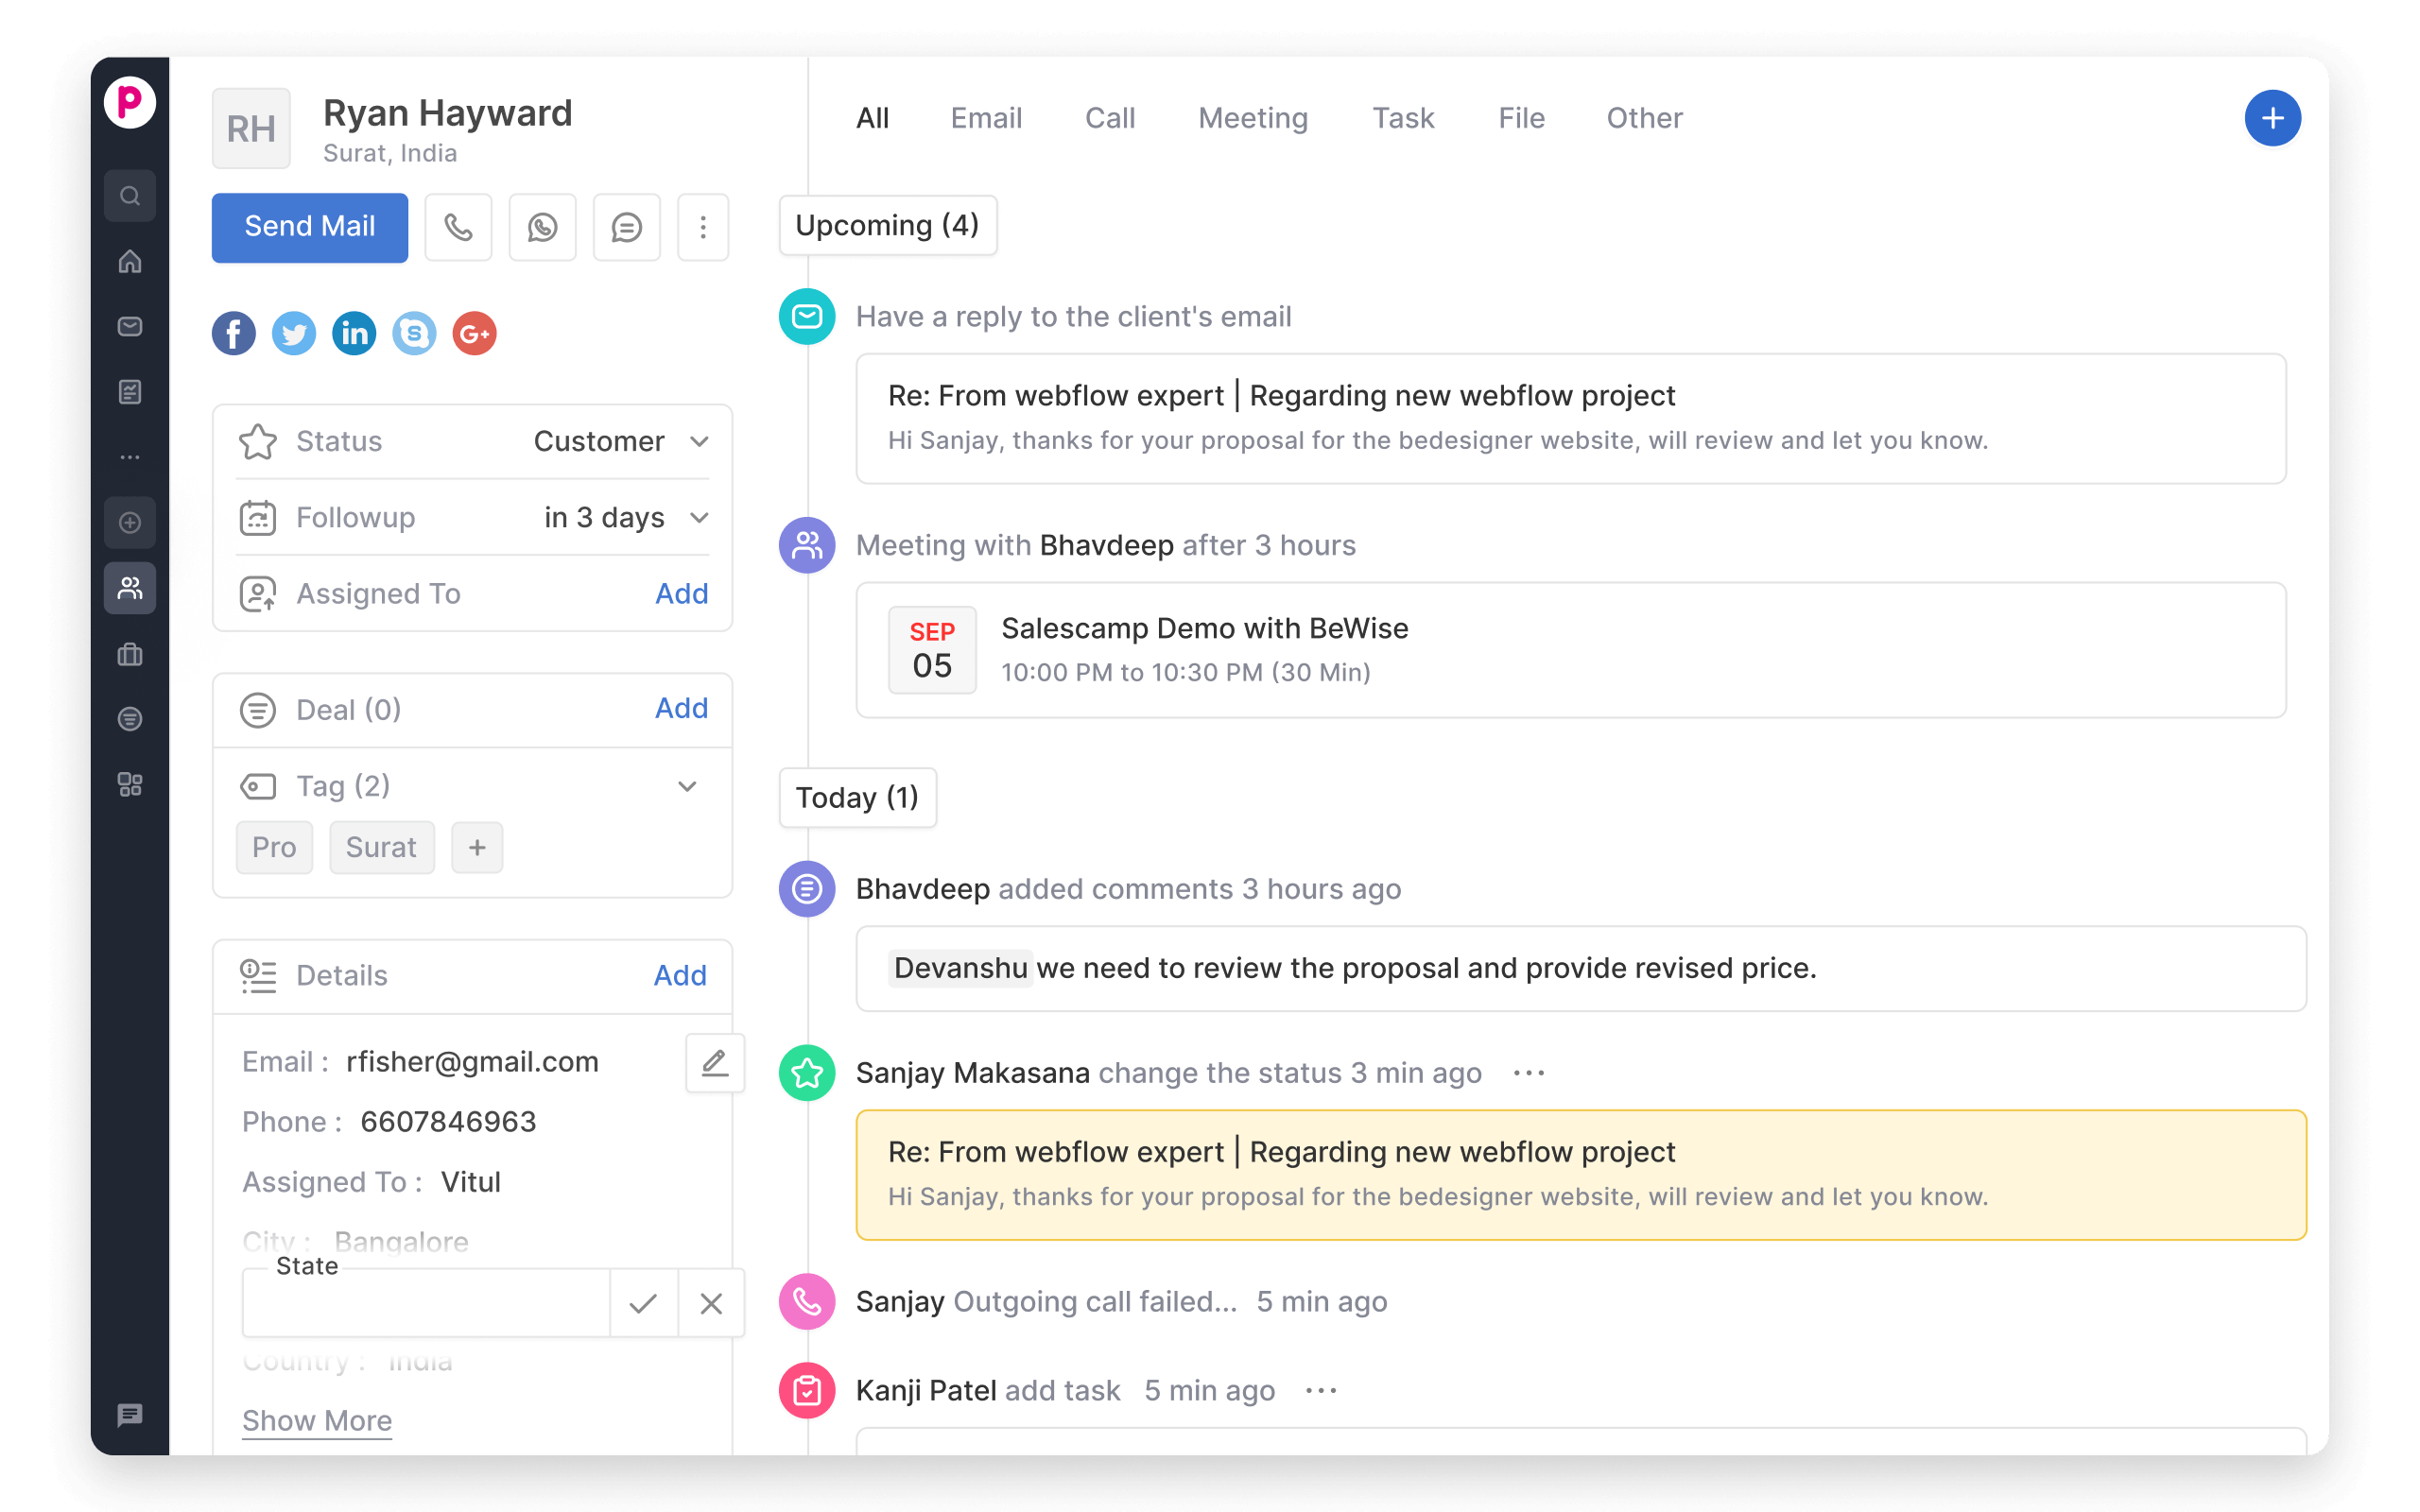 RH
Ryan Hayward
Surat, India
Send Mail
Status Customer
Followup in 3 days
Assigned To Add
Deal (0) Add
Tag (2)
Pro Surat +
Details Add
Email : rfisher@gmail.com
Phone : 6607846963
Assigned To : Vitul
City : Bangalore
State
Country : India
Show More
All Email Call Meeting Task File Other
Upcoming (4)
Have a reply to the client's email
Re: From webflow expert | Regarding new webflow project
Hi Sanjay, thanks for your proposal for the bedesigner website, will review and let you know.
Meeting with Bhavdeep after 3 hours
SEP
05
Salescamp Demo with BeWise
10:00 PM to 10:30 PM (30 Min)
Today (1)
Bhavdeep added comments 3 hours ago
Devanshu we need to review the proposal and provide revised price.
Sanjay Makasana change the status 3 min ago ...
Re: From webflow expert | Regarding new webflow project
Hi Sanjay, thanks for your proposal for the bedesigner website, will review and let you know.
Sanjay Outgoing call failed... 5 min ago
Kanji Patel add task 5 min ago ...